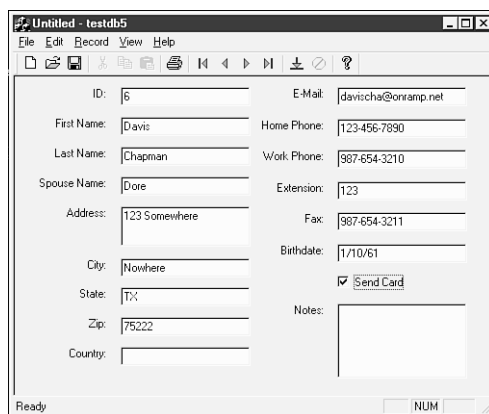 Untitled - testdb5
File Edit Record View Help
ID: 6
First Name: Davis
Last Name: Chapman
Spouse Name: Dore
Address: 123 Somewhere
City: Nowhere
State: TX
Zip: 75222
Country:
E-Mail: davischa@onramp.net
Home Phone: 123-456-7890
Work Phone: 987-654-3210
Extension: 123
Fax: 987-654-3211
Birthdate: 1/10/61
Send Card
Notes:
Ready NUM